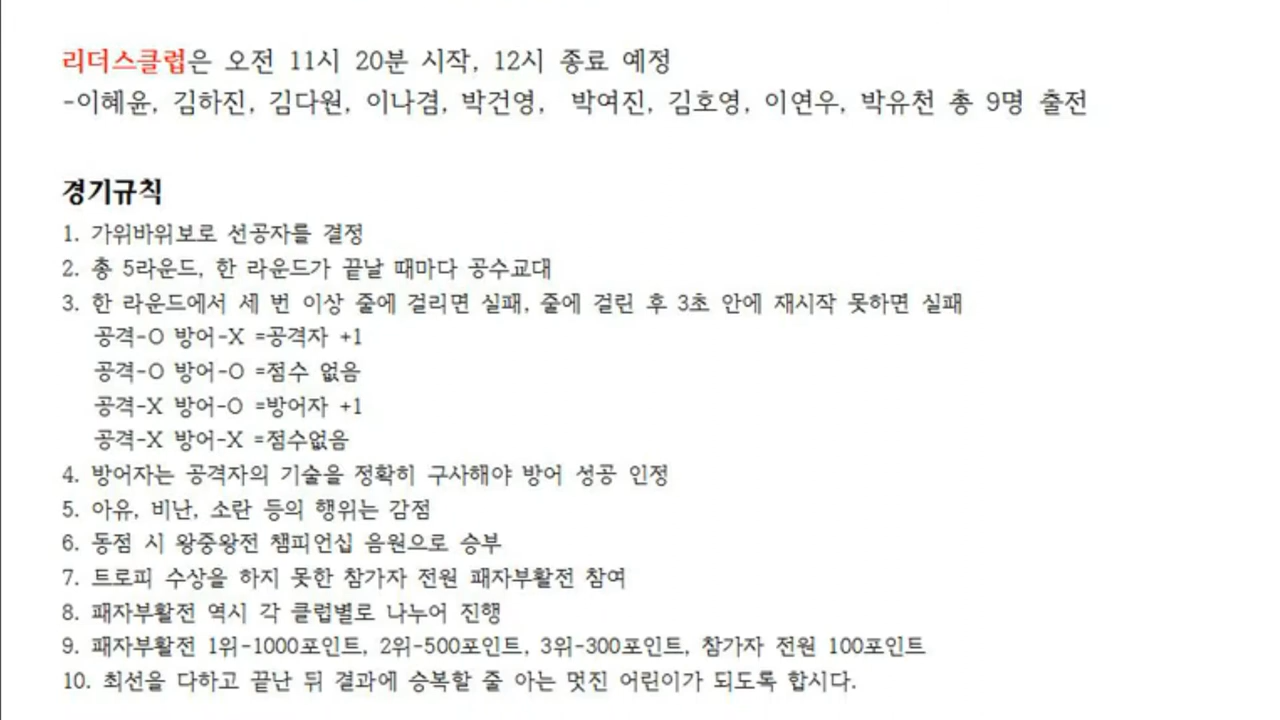 리더스클럽은 오전 11시 20분 시작, 12시 종료 예정
-이혜윤, 김하진, 김다원, 이나겸, 박건영, 박여진, 김호영, 이연우, 박유천 총 9명 출전
경기규칙
1. 가위바위보로 선공자를 결정
2. 총 5라운드, 한 라운드가 끝날 때마다 공수교대
3. 한 라운드에서 세 번 이상 줄에 걸리면 실패, 줄에 걸린 후 3초 안에 재시작 못하면 실패
공격-O 방어-X =공격자 +1
공격-O 방어-O =점수 없음
공격-X 방어-O =방어자 +1
공격-X 방어-X =점수없음
4. 방어자는 공격자의 기술을 정확히 구사해야 방어 성공 인정
5. 아유, 비난, 소란 등의 행위는 감점
6. 동점 시 왕중왕전 챔피언십 음원으로 승부
7. 트로피 수상을 하지 못한 참가자 전원 패자부활전 참여
8. 패자부활전 역시 각 클럽별로 나누어 진행
9. 패자부활전 1위-1000포인트, 2위-500포인트, 3위-300포인트, 참가자 전원 100포인트
10. 최선을 다하고 끝난 뒤 결과에 승복할 줄 아는 멋진 어린이가 되도록 합시다.